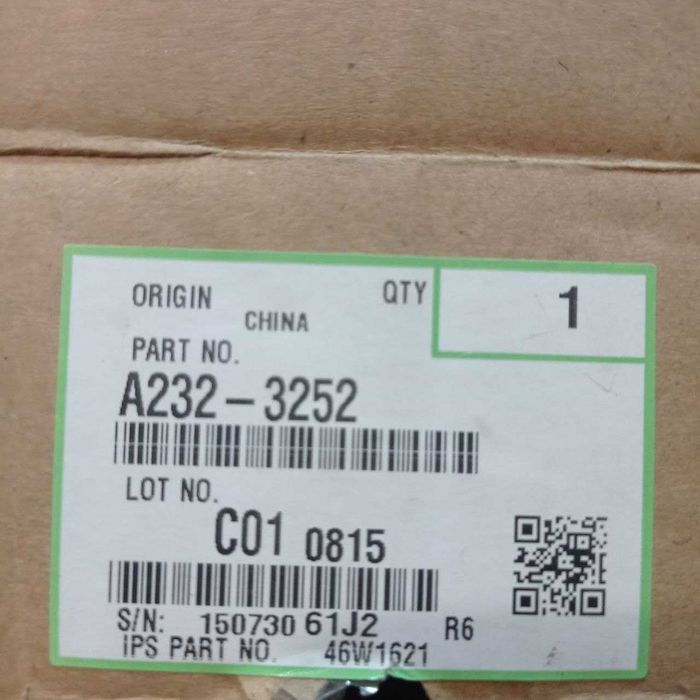 ORIGIN QTY 1
CHINA
PART NO.
A232-3252
LOT NO.
C01 0815
S/N: 150730 61J2 R6
IPS PART NO. 46W1621